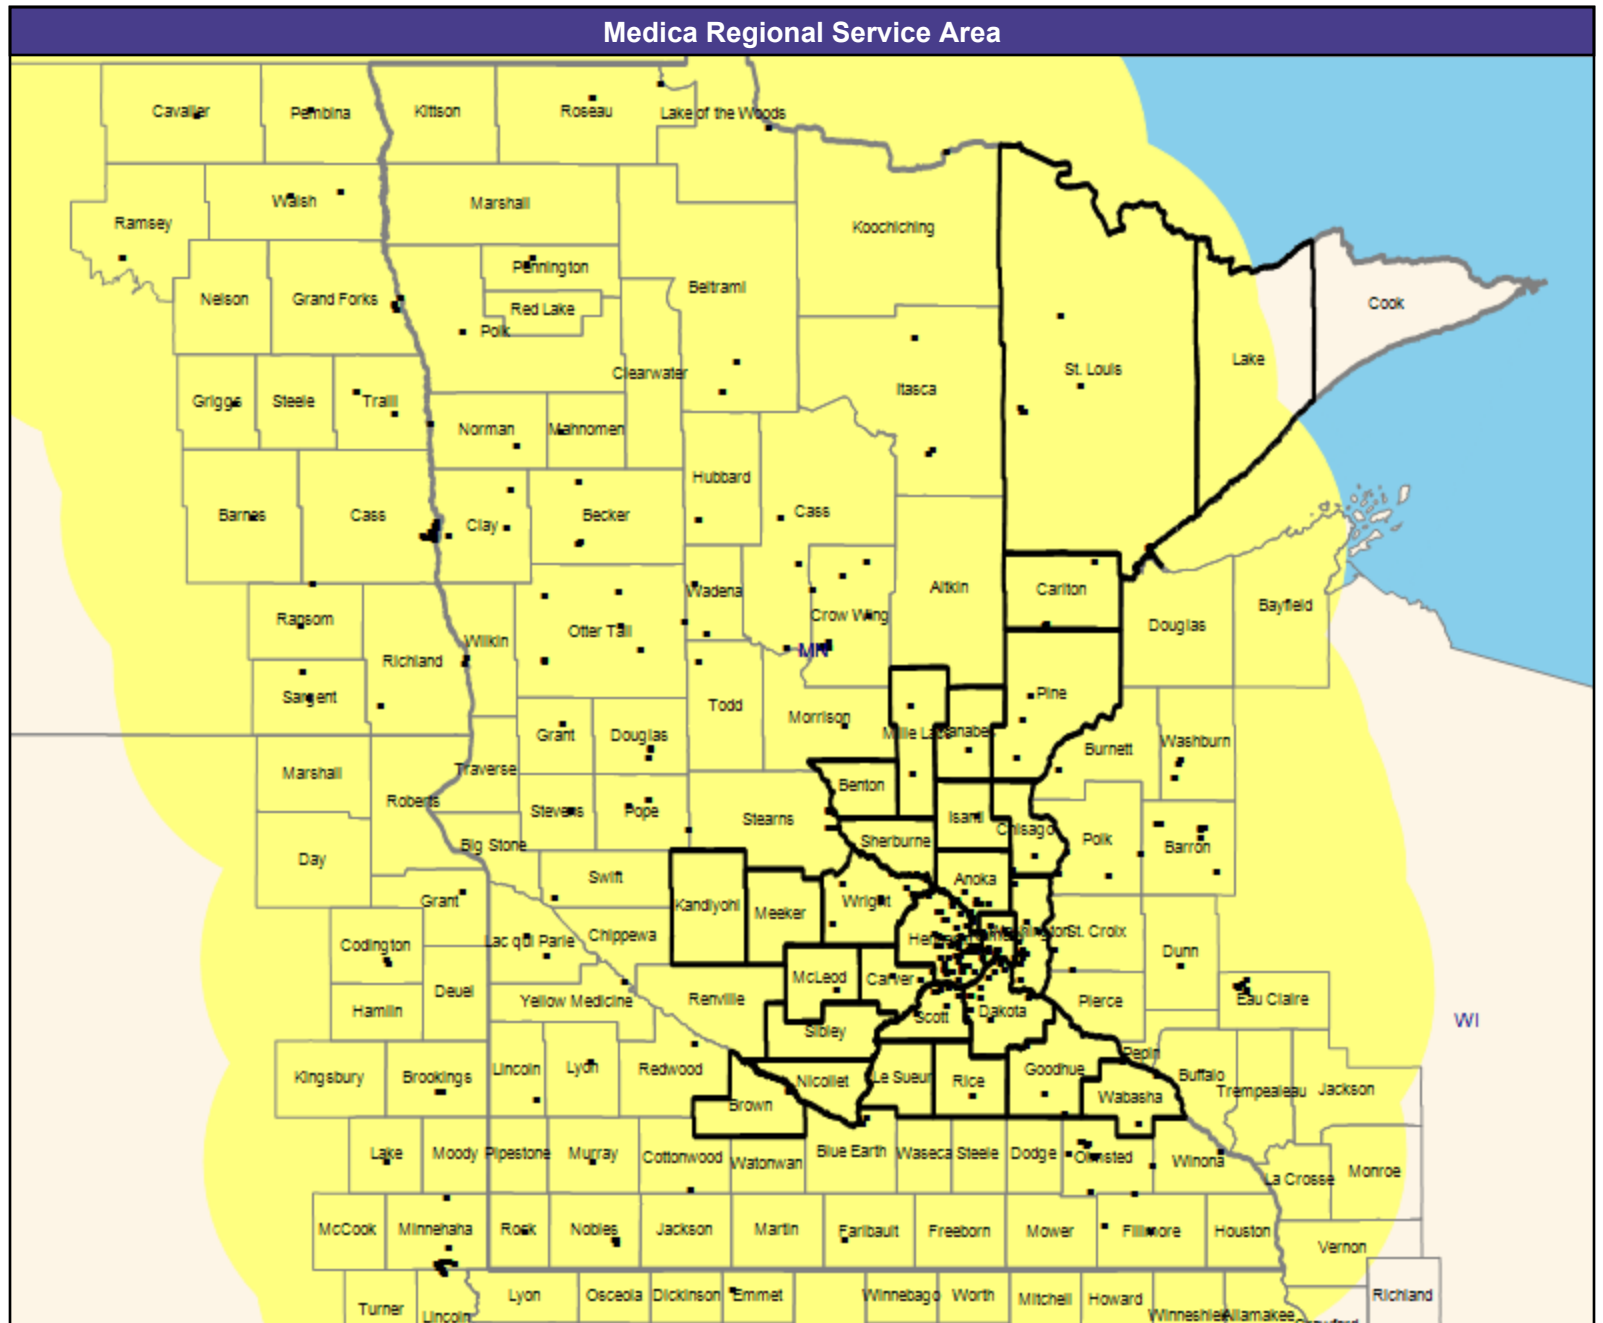 Medica Regional Service Area
Cavalier
Pembina
Kittson
Roseau
Lake of the Woods
Walsh
Marshall
Ramsey
Koochiching
Pennington
Nelson
Grand Forks
Red Lake
Beltrami
Cook
Polk
Lake
St. Louis
Clearwater
Itasca
Griggs
Steele
Traill
Norman
Mahnomen
Hubbard
Barnes
Cass
Clay
Becker
Cass
Aitkin
Carlton
Wadena
Bayfield
Ransom
Crow Wing
Douglas
Otter Tail
Wilkin
MN
Richland
Sargent
Pine
Todd
Morrison
Mille Lacs
Kanabec
Grant
Douglas
Burnett
Washburn
Marshall
Traverse
Benton
Roberts
Stevens
Pope
Stearns
Isanti
Chisago
Polk
Barron
Sherburne
Big Stone
Day
Swift
Anoka
Grant
Kandiyohi
Meeker
Wright
Codington
Lac qui Parle
Chippewa
Washington
St. Croix
Dunn
McLeod
Carver
Deuel
Yellow Medicine
Renville
Pierce
Eau Claire
Hamlin
Scott
Dakota
WI
Sibley
Pepin
Kingsbury
Brookings
Lincoln
Lyon
Redwood
Nicollet
Le Sueur
Rice
Goodhue
Buffalo
Trempealeau
Jackson
Brown
Wabasha
Lake
Moody
Pipestone
Murray
Cottonwood
Watonwan
Blue Earth
Waseca
Steele
Dodge
Olmsted
Winona
La Crosse
Monroe
McCook
Minnehaha
Rock
Nobles
Jackson
Martin
Faribault
Freeborn
Mower
Fillmore
Houston
Vernon
Turner
Lincoln
Lyon
Osceola
Dickinson
Emmet
Winnebago
Worth
Mitchell
Howard
Winneshiek
Allamakee
Richland